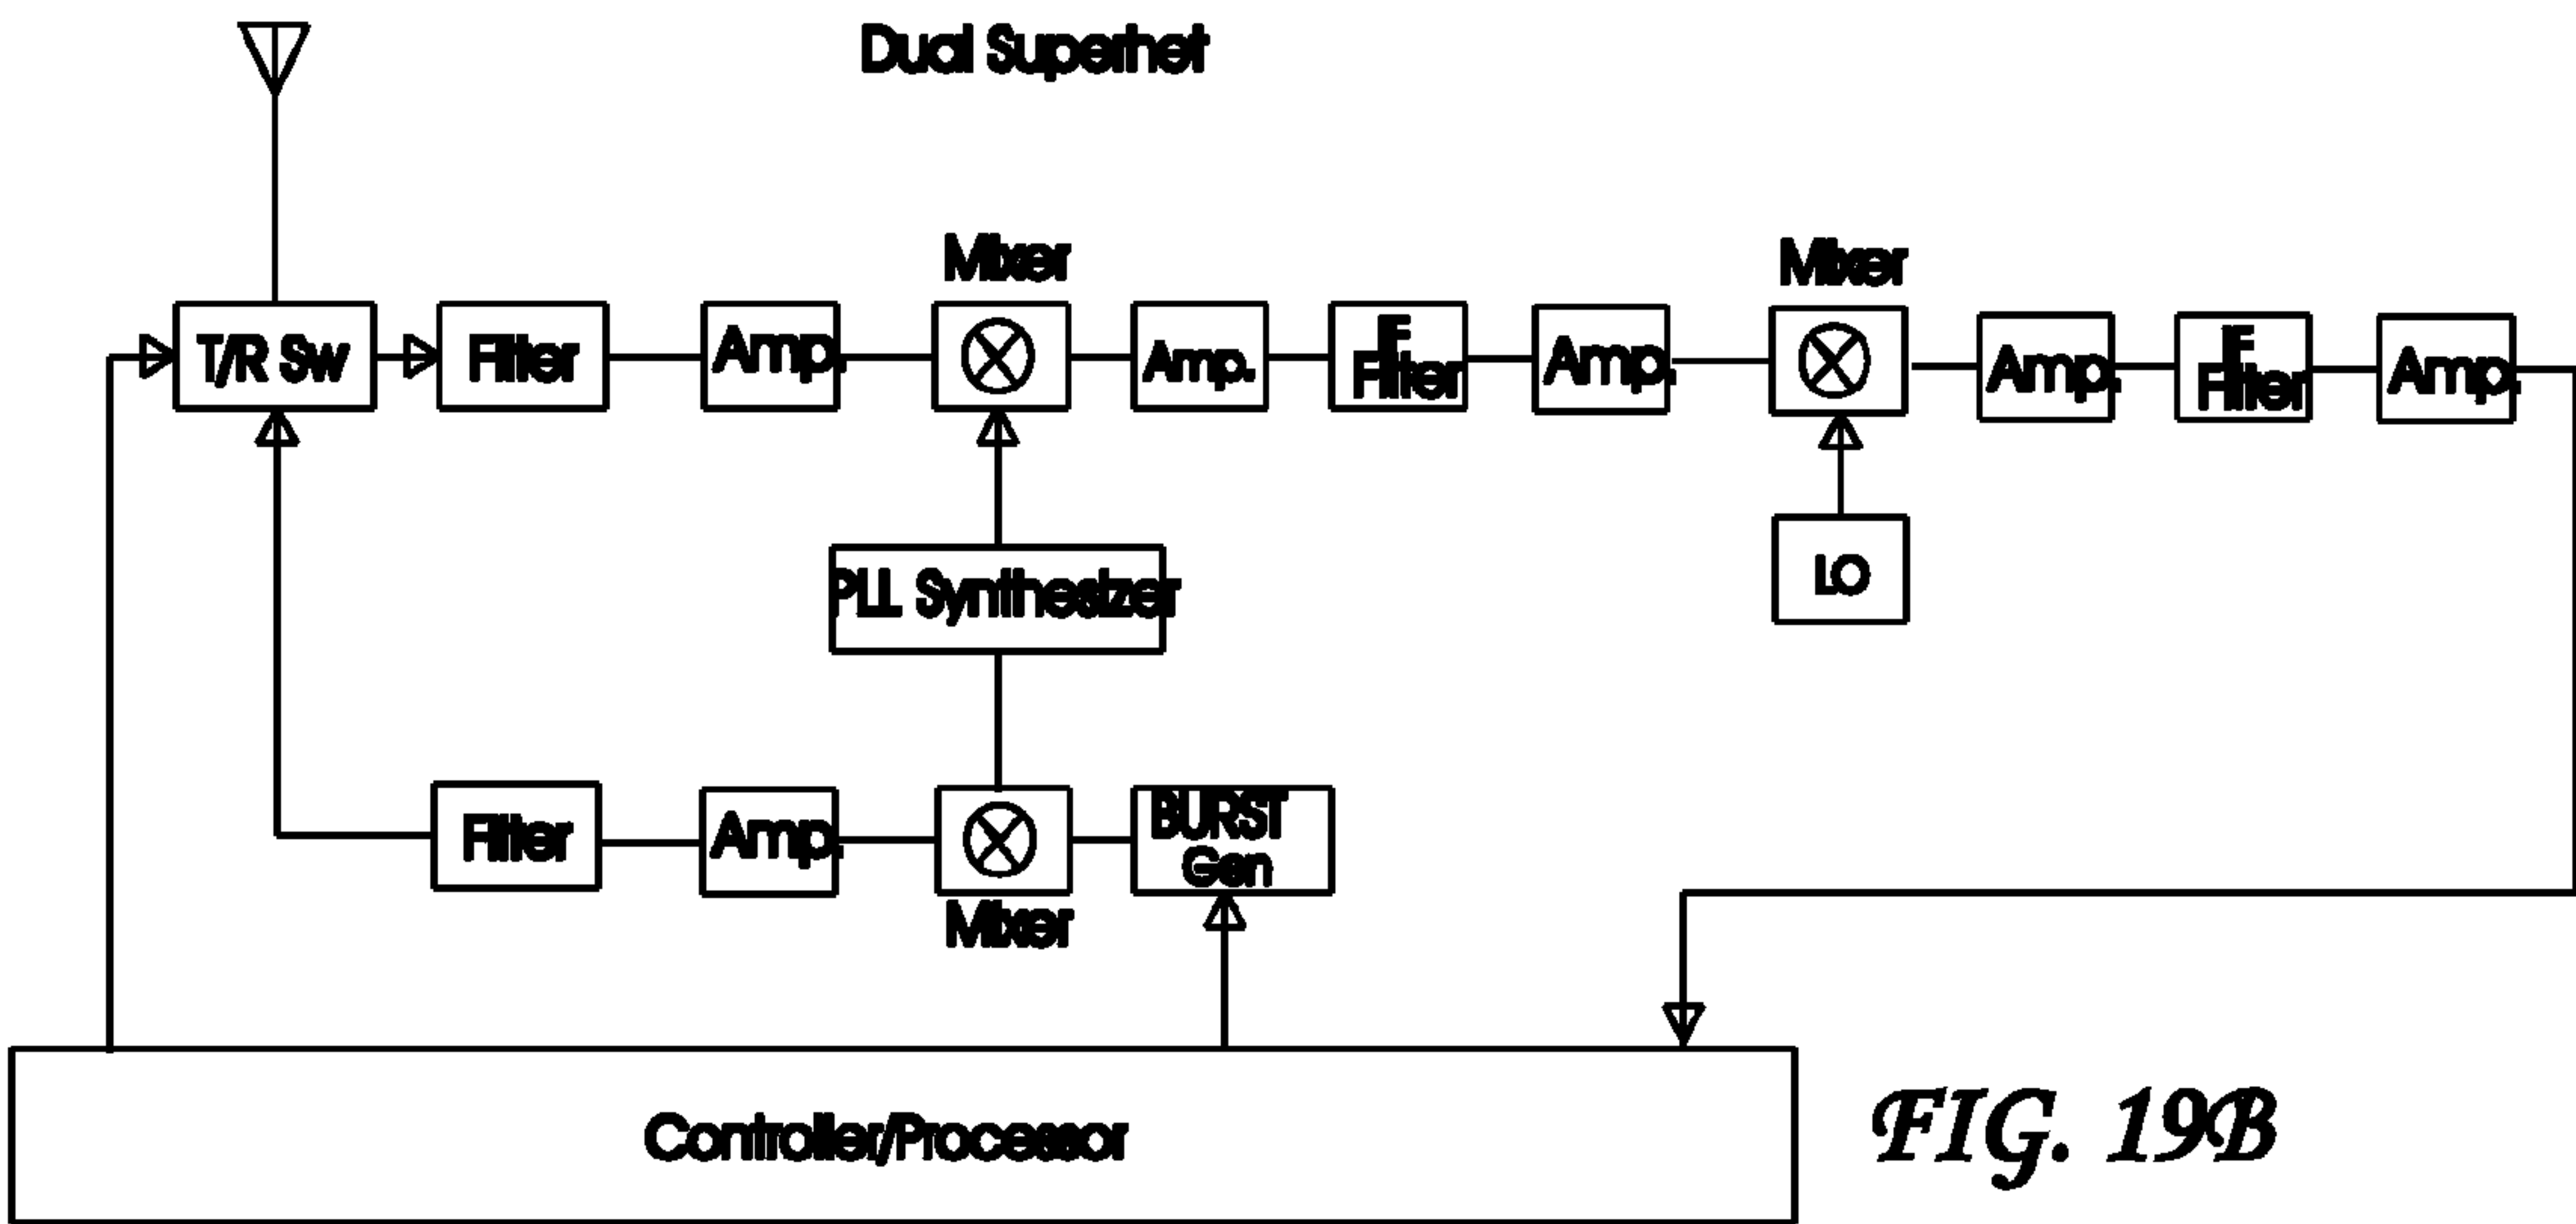 Dual Superhet
Mixer
Mixer
T/R Sw
Filter
Amp.
Amp.
IF
Filter
Amp.
Amp.
IF
Filter
Amp.
PLL Synthesizer
LO
Filter
Amp.
BURST
Gen
Mixer
Controller/Processor
FIG. 19B